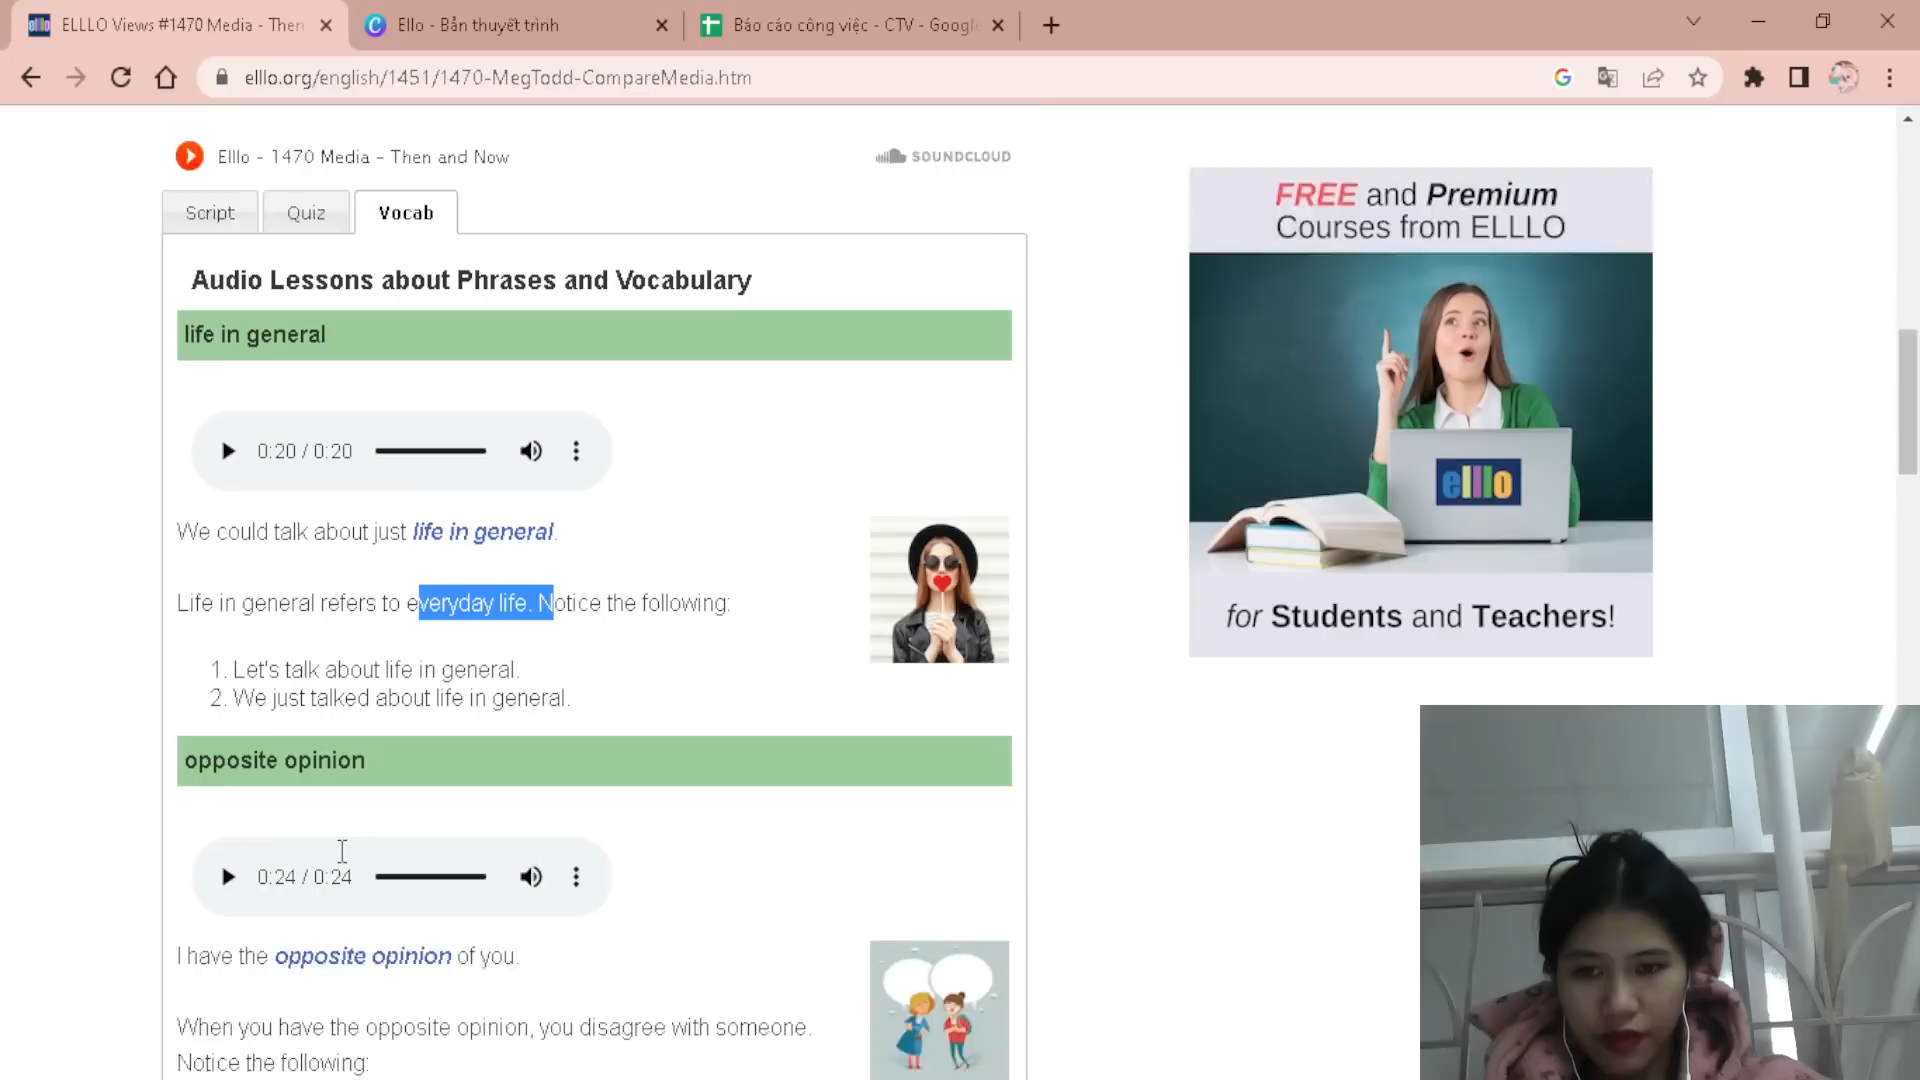 ELLLO Views #1470 Media - Then
Ello - Bản thuyết trình
Báo cáo công việc - CTV - Googl
elllo.org/english/1451/1470-MegTodd-CompareMedia.htm
Elllo - 1470 Media – Then and Now
SOUNDCLOUD
Script
Quiz
Vocab
Audio Lessons about Phrases and Vocabulary
life in general
0:20 / 0:20
We could talk about just life in general.
Life in general refers to everyday life. Notice the following:
1. Let's talk about life in general.
2. We just talked about life in general.
opposite opinion
0:24 / 0:24
I have the opposite opinion of you.
When you have the opposite opinion, you disagree with someone.
Notice the following:
FREE and Premium
Courses from ELLLO
elllo
for Students and Teachers!